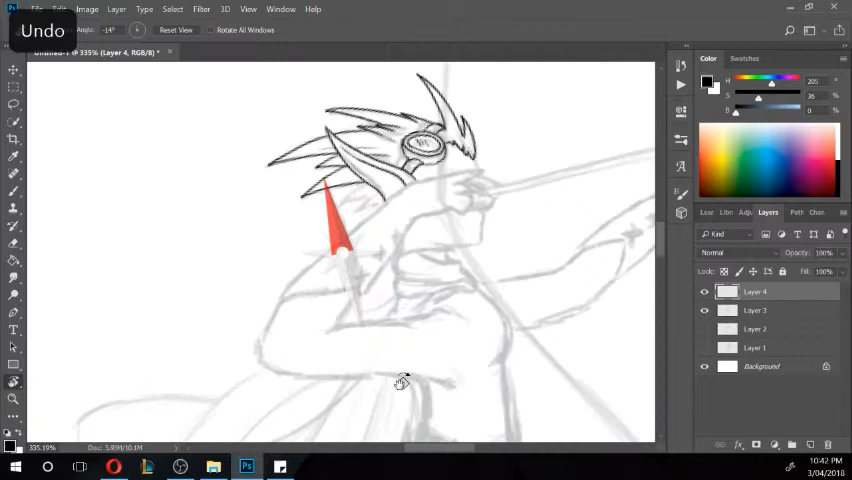 Undo
File Edit Image Layer Type Select Filter 3D View Window Help
Angle: -14° Reset View Rotate All Windows
Untitled-1 @ 335% (Layer 4, RGB/8) *
Color Swatches
H 205 °
S 36 %
B 0 %
Lear Libr Adju Layers Paths Chan
Kind
Normal Opacity: 100%
Lock: Fill: 100%
Layer 4
Layer 3
Layer 2
Layer 1
Background
335.19% Doc: 5.93M/10.1M
10:42 PM
3/04/2018